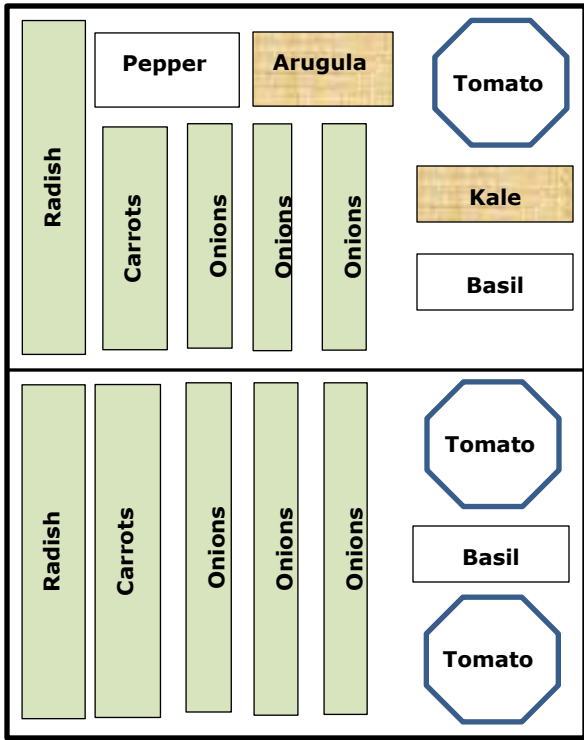 Pepper
Arugula
Tomato
Radish
Carrots
Onions
Onions
Onions
Kale
Basil
Radish
Carrots
Onions
Onions
Onions
Tomato
Basil
Tomato